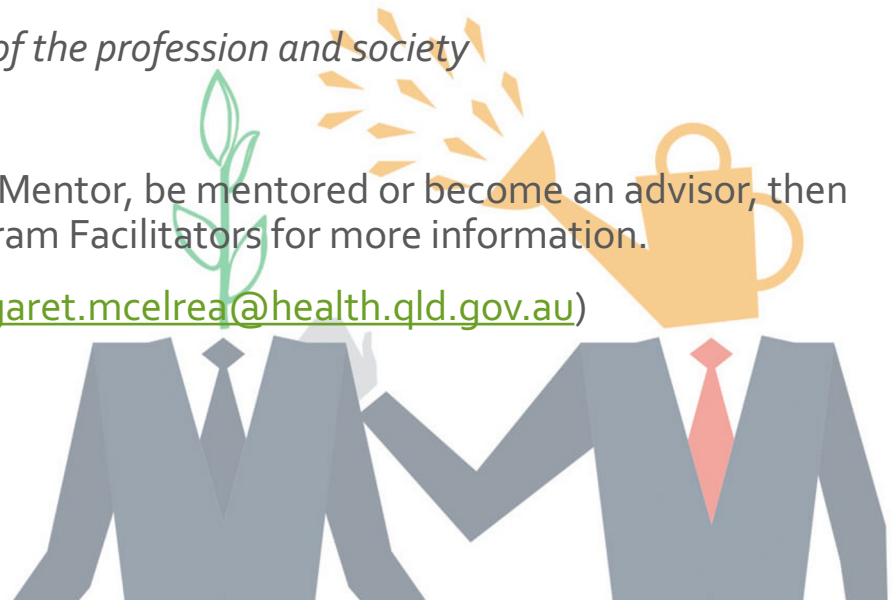 of the profession and society
Mentor, be mentored or become an advisor, then
ram Facilitators for more information.
garet.mcelrea@health.qld.gov.au)